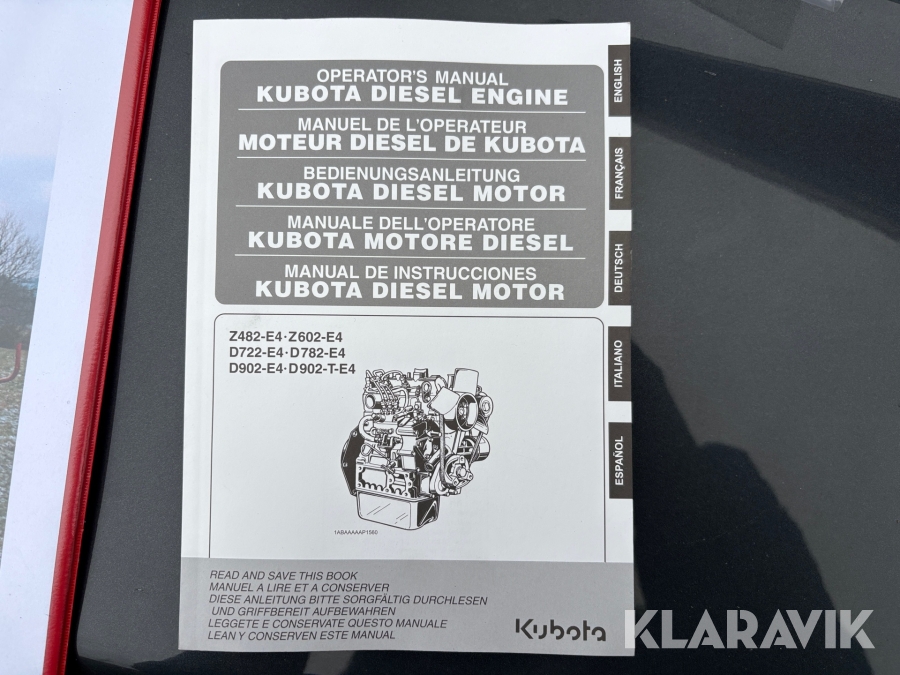 OPERATOR'S MANUAL
KUBOTA DIESEL ENGINE
MANUEL DE L'OPERATEUR
MOTEUR DIESEL DE KUBOTA
BEDIENUNGSANLEITUNG
KUBOTA DIESEL MOTOR
MANUALE DELL'OPERATORE
KUBOTA MOTORE DIESEL
MANUAL DE INSTRUCCIONES
KUBOTA DIESEL MOTOR
ENGLISH
FRANÇAIS
DEUTSCH
ITALIANO
ESPAÑOL
Z482-E4·Z602-E4
D722-E4·D782-E4
D902-E4·D902-T-E4
1ABAAAAAP1560
READ AND SAVE THIS BOOK
MANUEL A LIRE ET A CONSERVER
DIESE ANLEITUNG BITTE SORGFÄLTIG DURCHLESEN
UND GRIFFBEREIT AUFBEWAHREN
LEGGETE E CONSERVATE QUESTO MANUALE
LEAN Y CONSERVEN ESTE MANUAL
Kubota
KLARAVIK